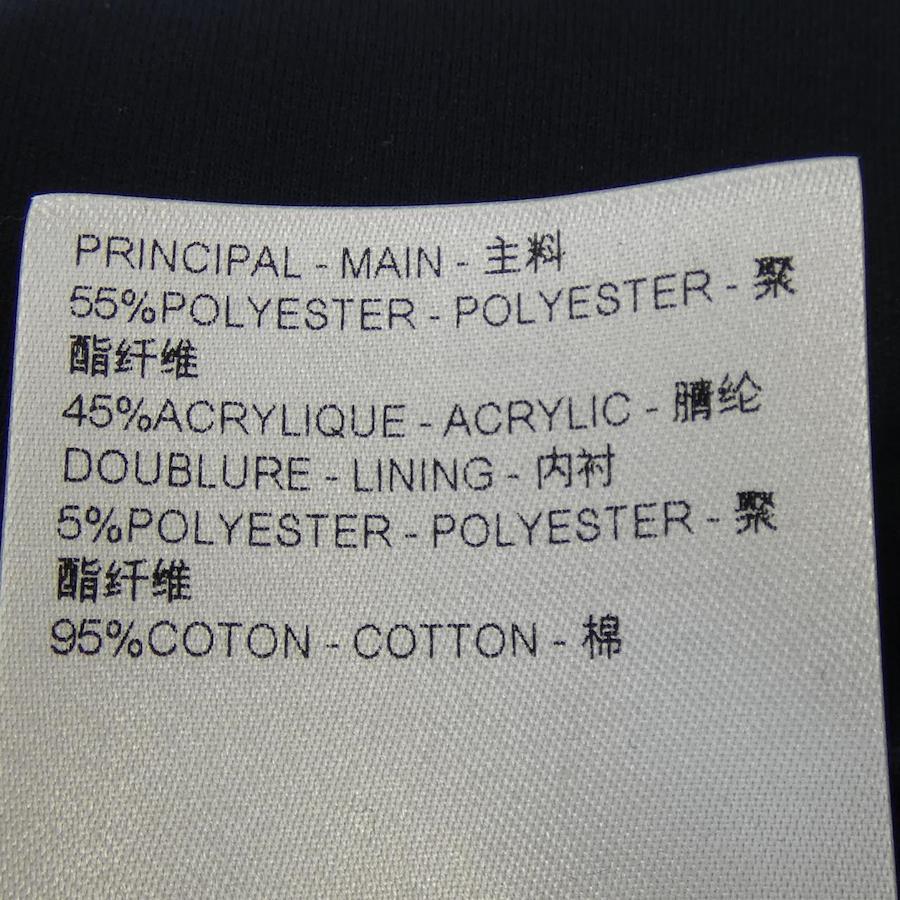 PRINCIPAL - MAIN - 主料
55%POLYESTER - POLYESTER - 聚
酯纤维
45%ACRYLIQUE - ACRYLIC - 腈纶
DOUBLURE - LINING - 内衬
5%POLYESTER - POLYESTER - 聚
酯纤维
95%COTON - COTTON - 棉